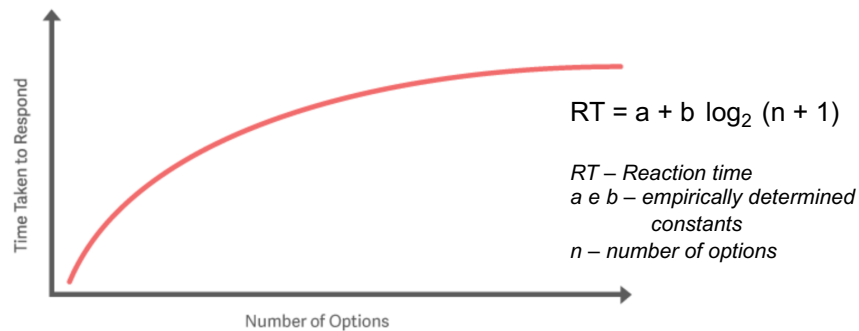 Time Taken to Respond
RT = a + b log₂ (n + 1)
RT – Reaction time
a e b – empirically determined
constants
n – number of options
Number of Options